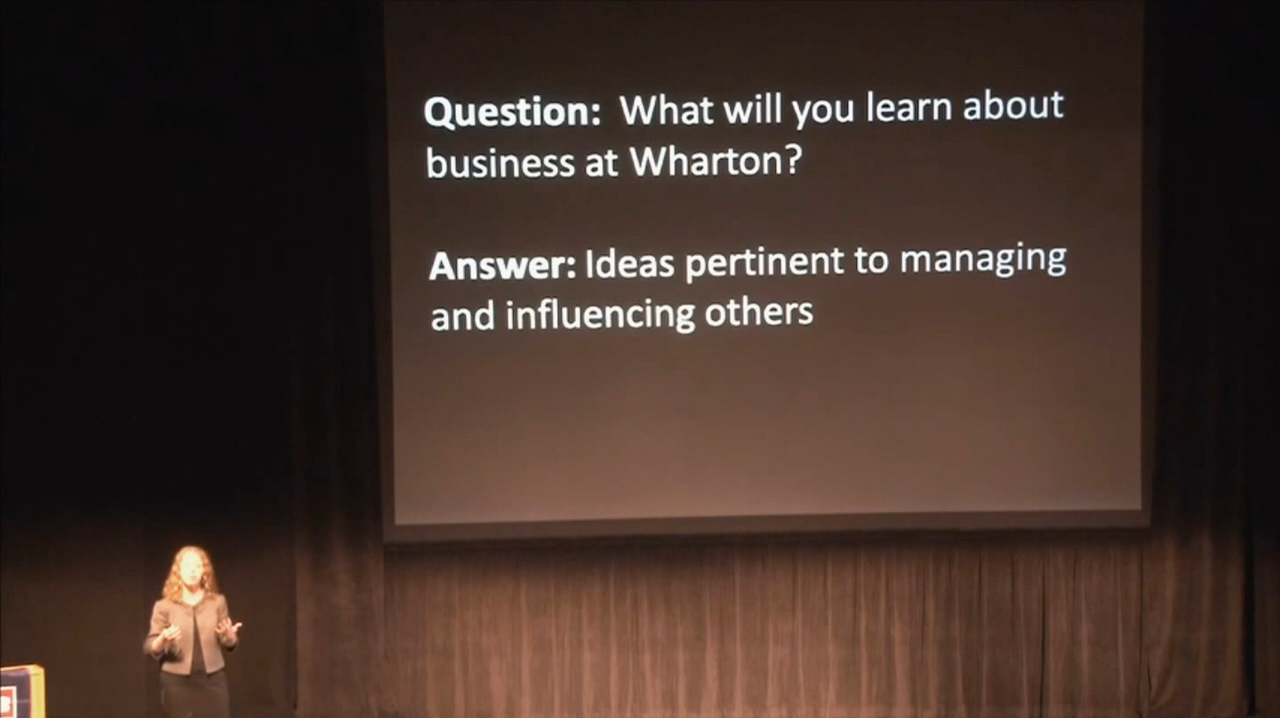 Question: What will you learn about
business at Wharton?
Answer: Ideas pertinent to managing
and influencing others